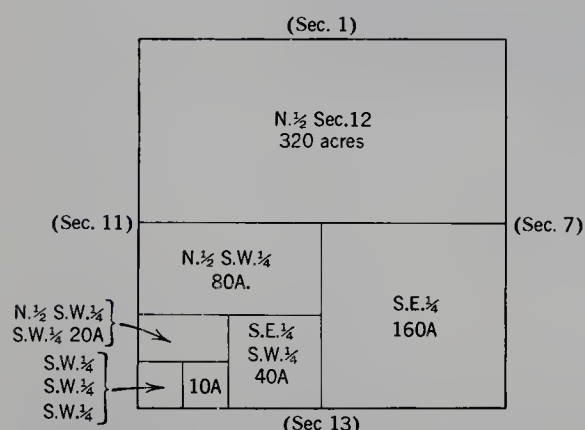 (Sec. 1)
N.½ Sec.12
320 acres
(Sec. 11)
(Sec. 7)
N.½ S.W.¼
80A.
S.E.¼
160A
N.½ S.W.¼
S.W.¼ 20A
S.E.¼
S.W.¼
40A
S.W.¼
S.W.¼
S.W.¼
10A
(Sec 13)